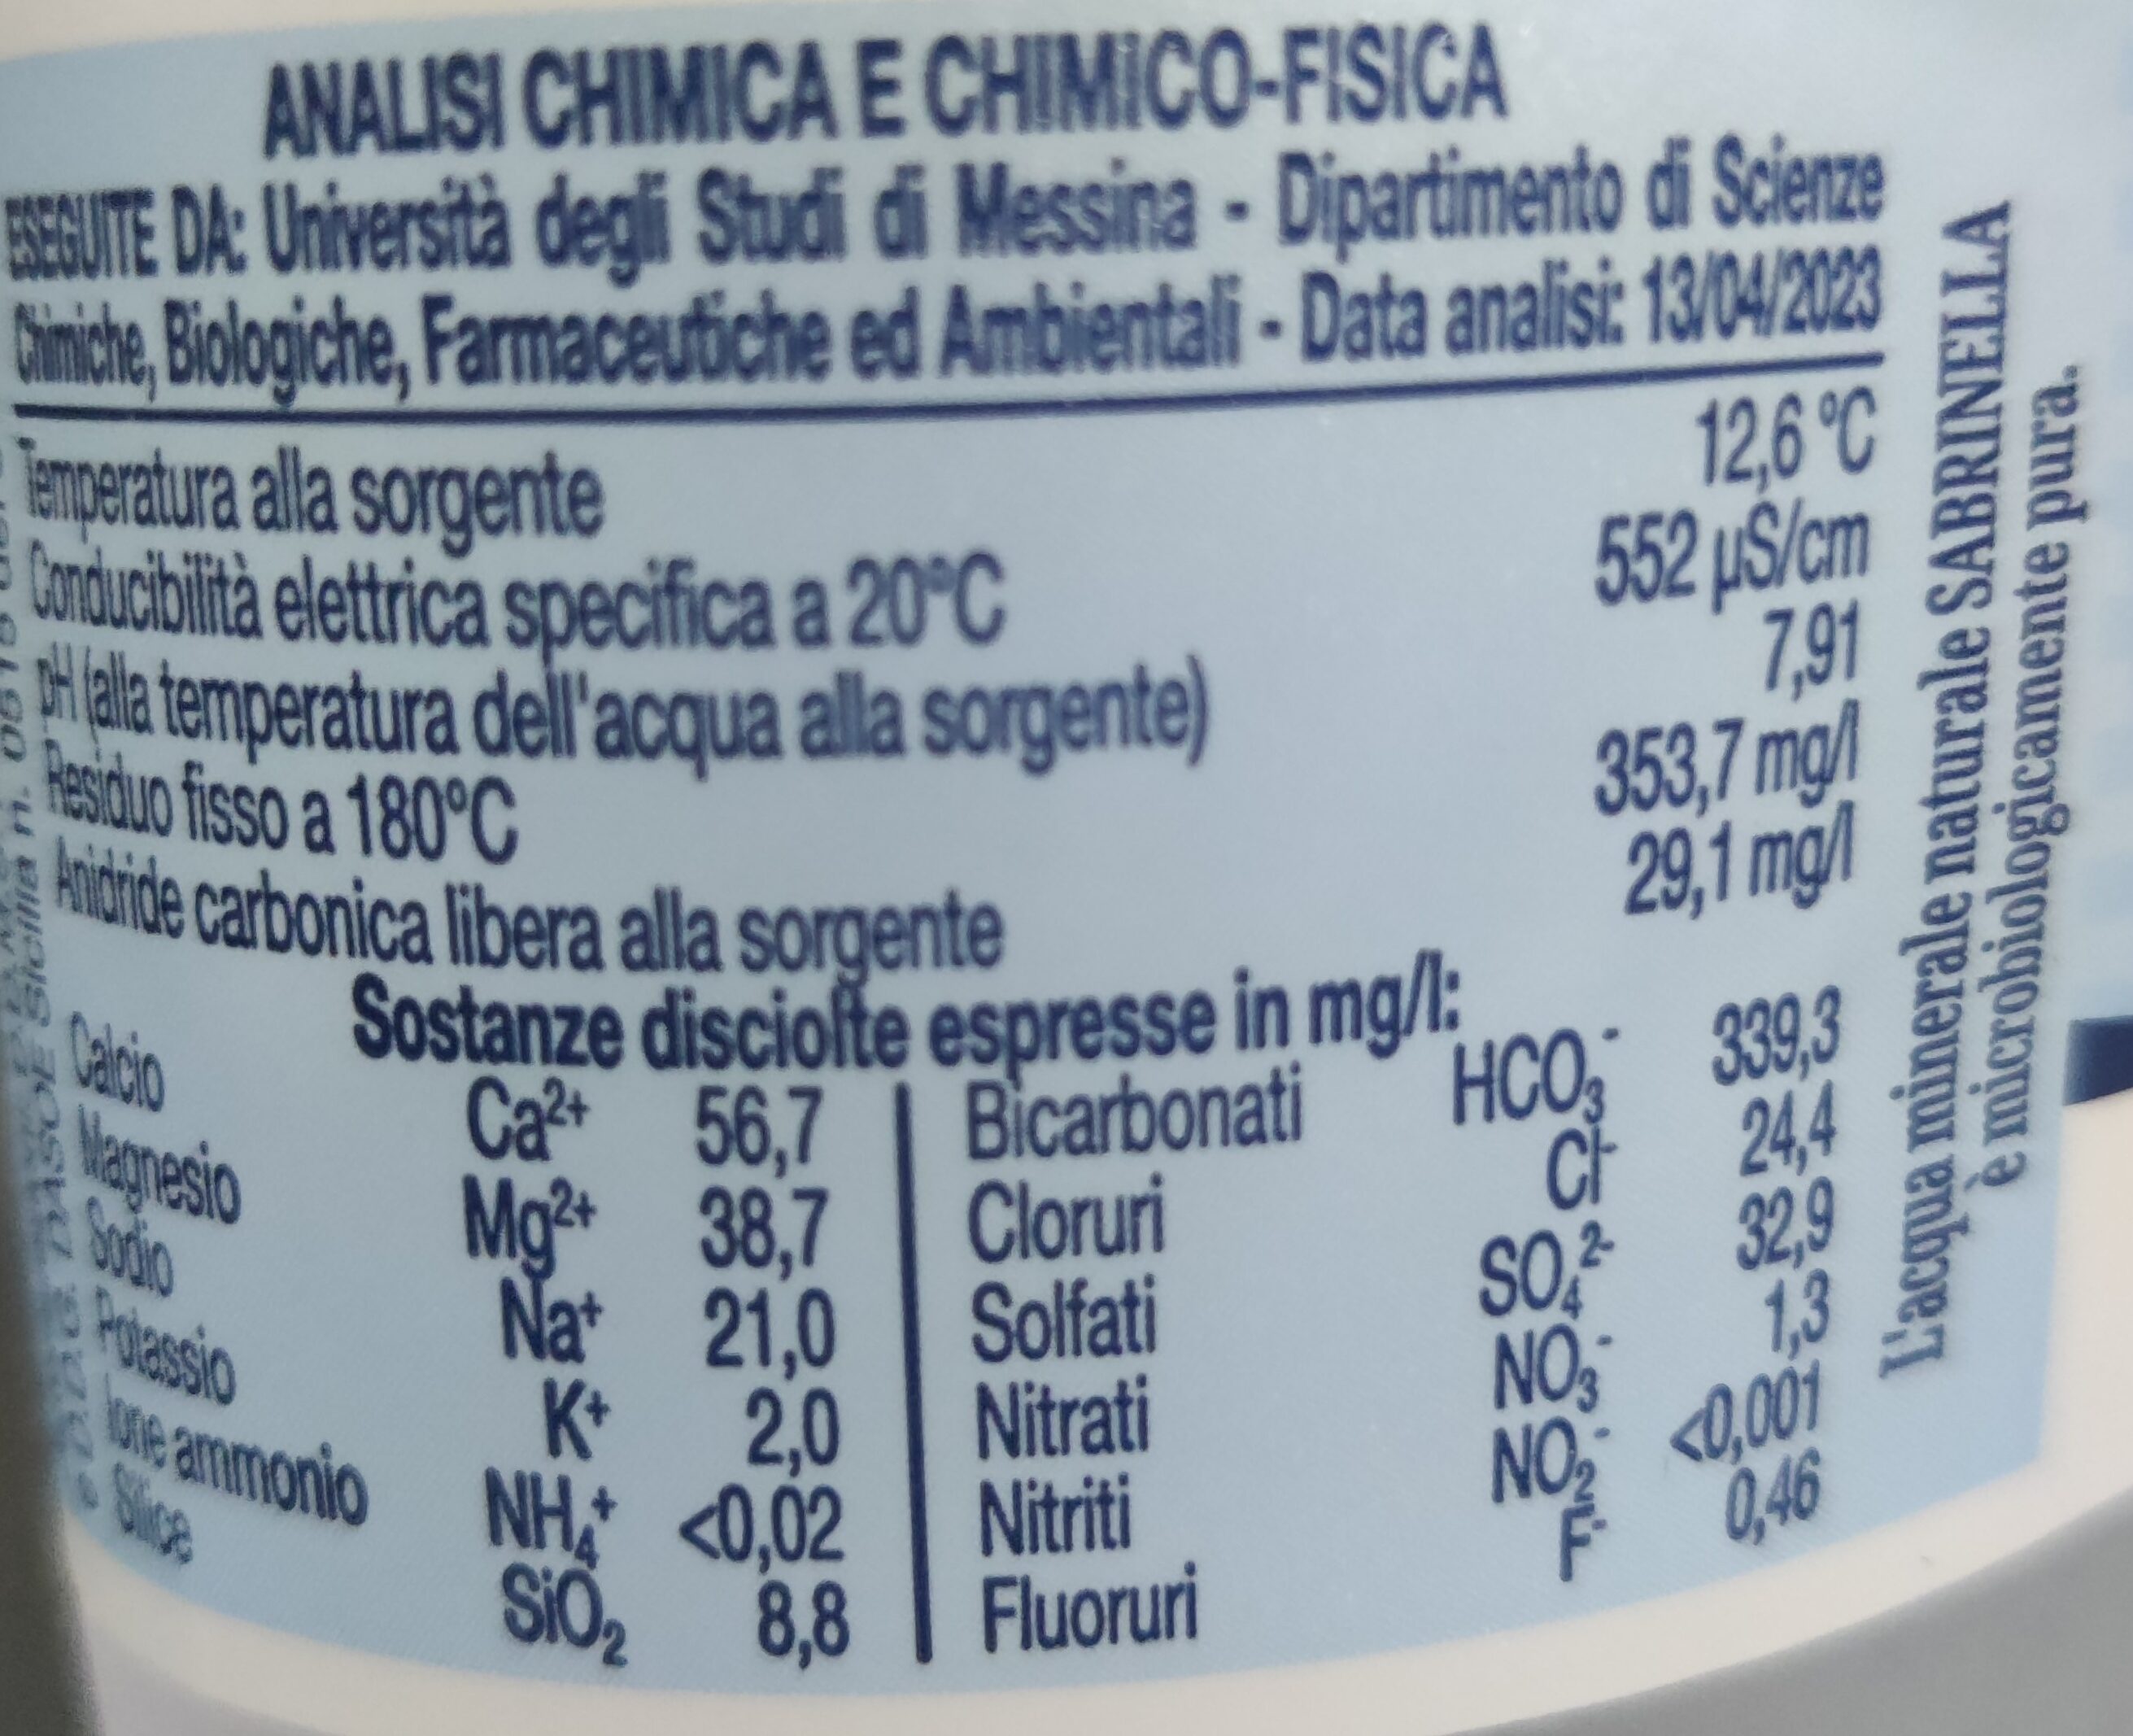 ANALISI CHIMICA E CHIMICO-FISICA
ESEGUITE DA: Università degli Studi di Messina - Dipartimento di Scienze
Chimiche, Biologiche, Farmaceutiche ed Ambientali - Data analisi: 13/04/2023
Temperatura alla sorgente 12,6 °C
Conducibilità elettrica specifica a 20°C 552 µS/cm
pH (alla temperatura dell'acqua alla sorgente) 7,91
Residuo fisso a 180°C 353,7 mg/l
Anidride carbonica libera alla sorgente 29,1 mg/l
Sostanze disciolte espresse in mg/l:
Calcio Ca²⁺ 56,7 Bicarbonati HCO₃⁻ 339,3
Magnesio Mg²⁺ 38,7 Cloruri Cl⁻ 24,4
Sodio Na⁺ 21,0 Solfati SO₄²⁻ 32,9
Potassio K⁺ 2,0 Nitrati NO₃⁻ 1,3
Ione ammonio NH₄⁺ <0,02 Nitriti NO₂⁻ <0,001
Silice SiO₂ 8,8 Fluoruri F⁻ 0,46
L'acqua minerale naturale SABRINELLA
è microbiologicamente pura.